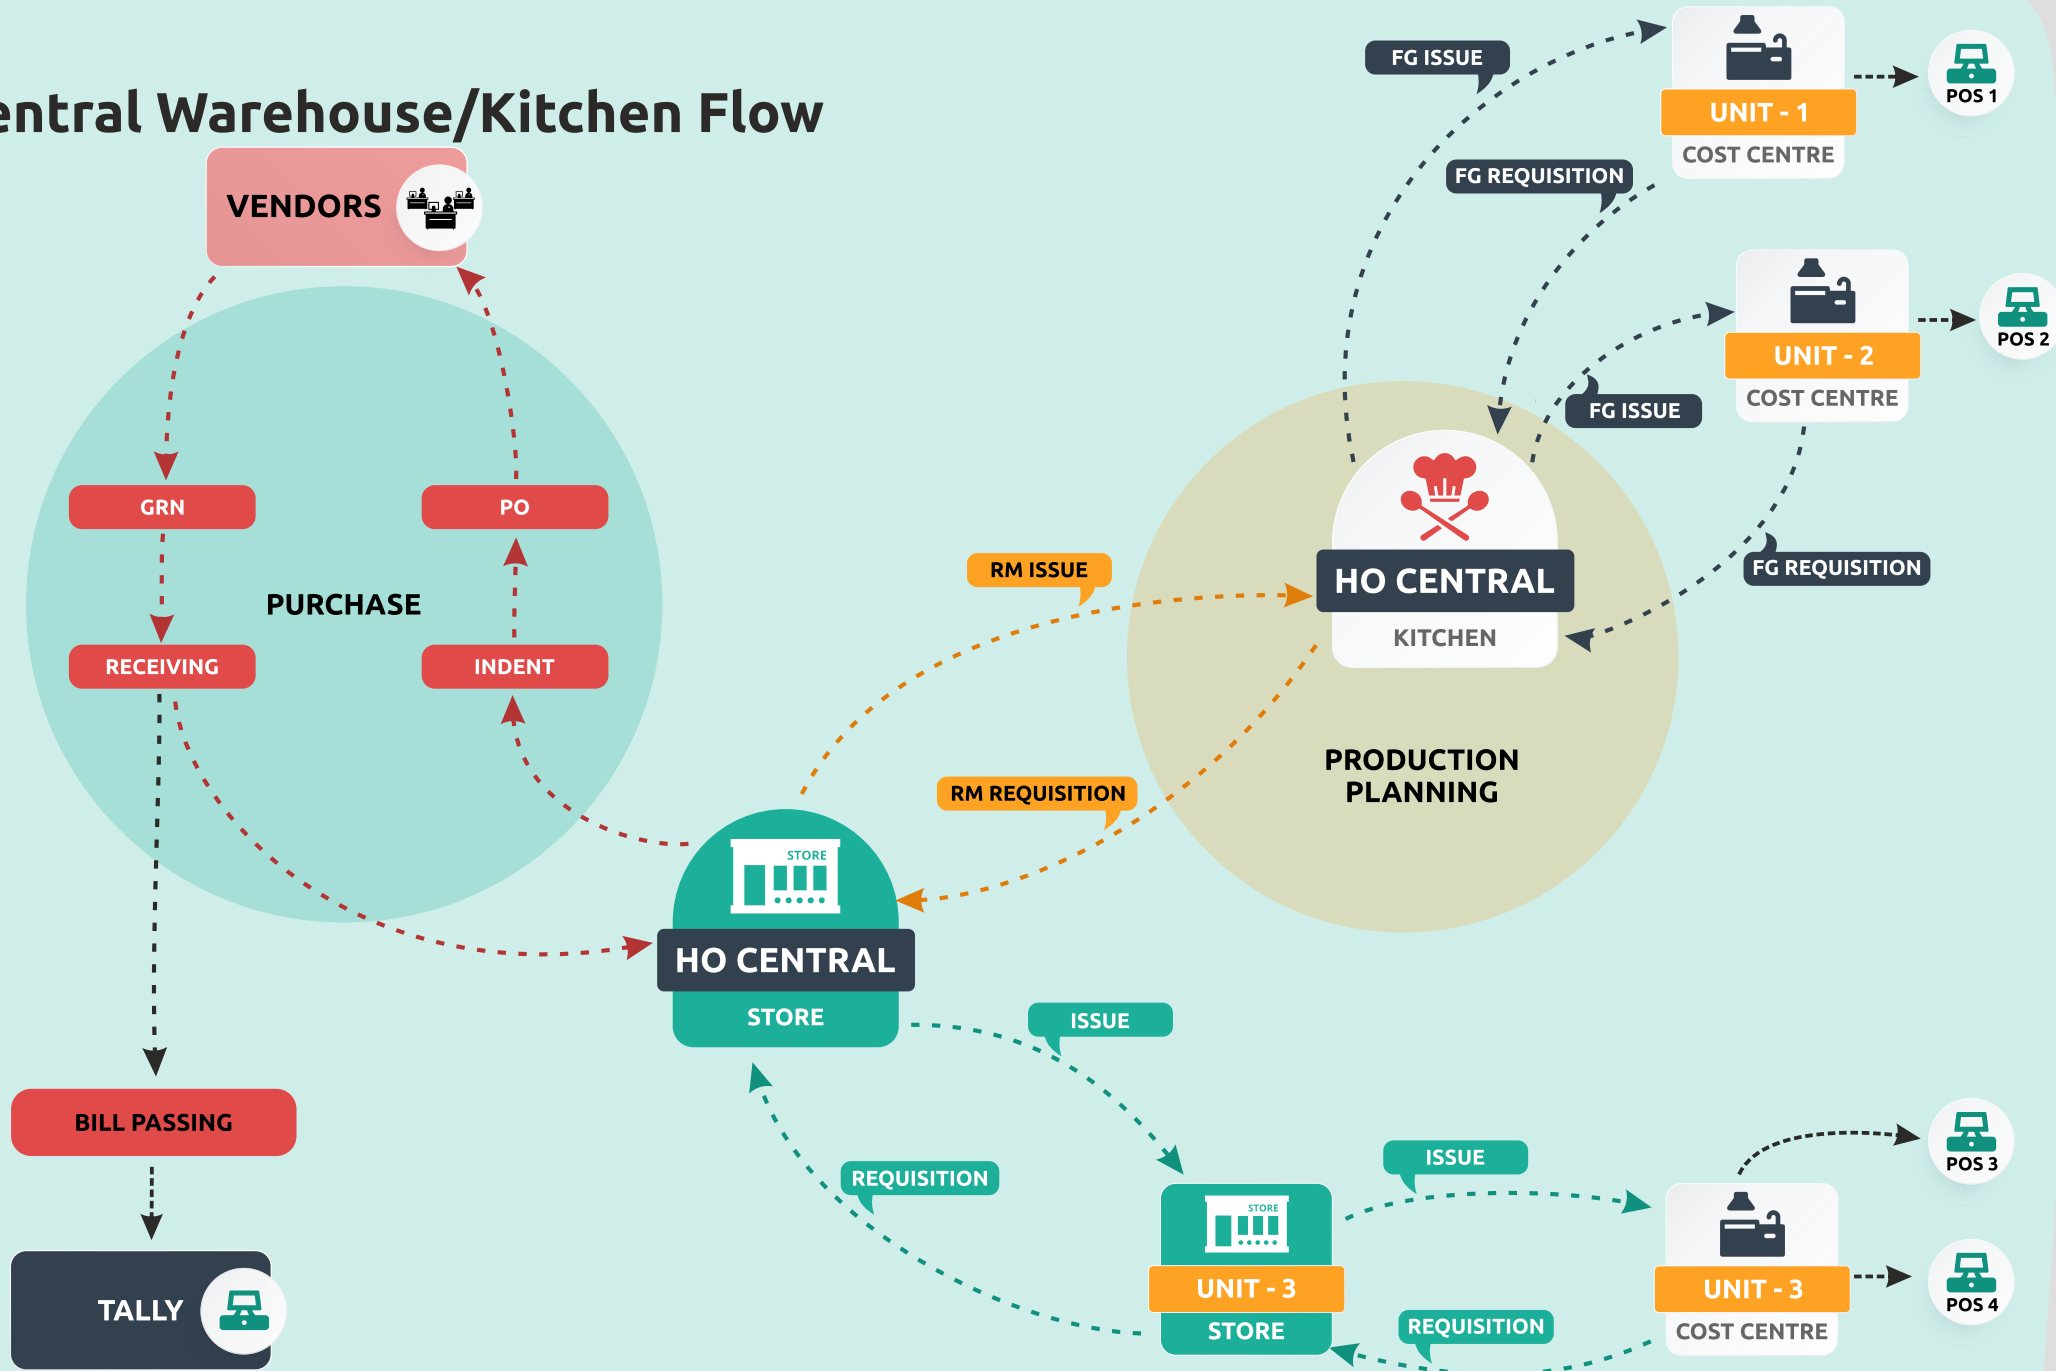 entral Warehouse/Kitchen Flow
VENDORS
GRN
PO
PURCHASE
RECEIVING
INDENT
BILL PASSING
TALLY
RM ISSUE
RM REQUISITION
STORE
HO CENTRAL
STORE
FG ISSUE
FG REQUISITION
UNIT - 1
COST CENTRE
POS 1
UNIT - 2
COST CENTRE
POS 2
FG ISSUE
FG REQUISITION
HO CENTRAL
KITCHEN
PRODUCTION
PLANNING
ISSUE
REQUISITION
STORE
UNIT - 3
STORE
ISSUE
REQUISITION
UNIT - 3
COST CENTRE
POS 3
POS 4